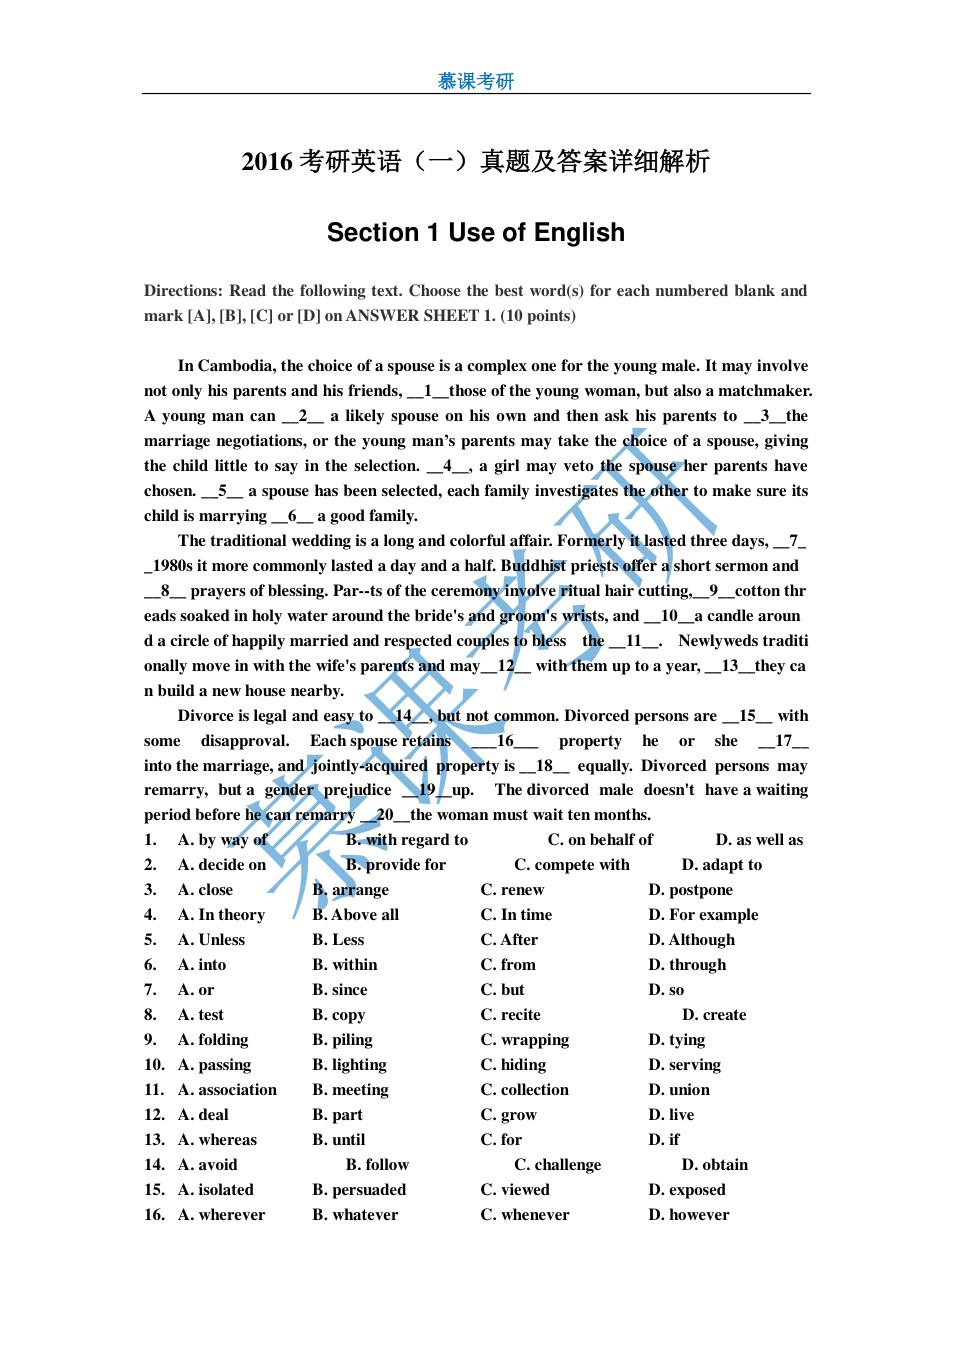 慕课考研
2016 考研英语（一）真题及答案详细解析
Section 1 Use of English
Directions: Read the following text. Choose the best word(s) for each numbered blank and
mark [A], [B], [C] or [D] on ANSWER SHEET 1. (10 points)
In Cambodia, the choice of a spouse is a complex one for the young male. It may involve
not only his parents and his friends, __1__those of the young woman, but also a matchmaker.
A young man can __2__ a likely spouse on his own and then ask his parents to __3__the
marriage negotiations, or the young man’s parents may take the choice of a spouse, giving
the child little to say in the selection. __4__, a girl may veto the spouse her parents have
chosen. __5__ a spouse has been selected, each family investigates the other to make sure its
child is marrying __6__ a good family.
The traditional wedding is a long and colorful affair. Formerly it lasted three days, __7_
_1980s it more commonly lasted a day and a half. Buddhist priests offer a short sermon and
__8__ prayers of blessing. Par--ts of the ceremony involve ritual hair cutting,__9__cotton thr
eads soaked in holy water around the bride's and groom's wrists, and __10__a candle aroun
d a circle of happily married and respected couples to bless the __11__. Newlyweds traditi
onally move in with the wife's parents and may__12__ with them up to a year, __13__they ca
n build a new house nearby.
Divorce is legal and easy to __14__, but not common. Divorced persons are __15__ with
some disapproval. Each spouse retains ___16___ property he or she __17__
into the marriage, and jointly-acquired property is __18__ equally. Divorced persons may
remarry, but a gender prejudice __19__up. The divorced male doesn't have a waiting
period before he can remarry __20__the woman must wait ten months.
1. A. by way of B. with regard to C. on behalf of D. as well as
2. A. decide on B. provide for C. compete with D. adapt to
3. A. close B. arrange C. renew D. postpone
4. A. In theory B. Above all C. In time D. For example
5. A. Unless B. Less C. After D. Although
6. A. into B. within C. from D. through
7. A. or B. since C. but D. so
8. A. test B. copy C. recite D. create
9. A. folding B. piling C. wrapping D. tying
10. A. passing B. lighting C. hiding D. serving
11. A. association B. meeting C. collection D. union
12. A. deal B. part C. grow D. live
13. A. whereas B. until C. for D. if
14. A. avoid B. follow C. challenge D. obtain
15. A. isolated B. persuaded C. viewed D. exposed
16. A. wherever B. whatever C. whenever D. however
慕课考研